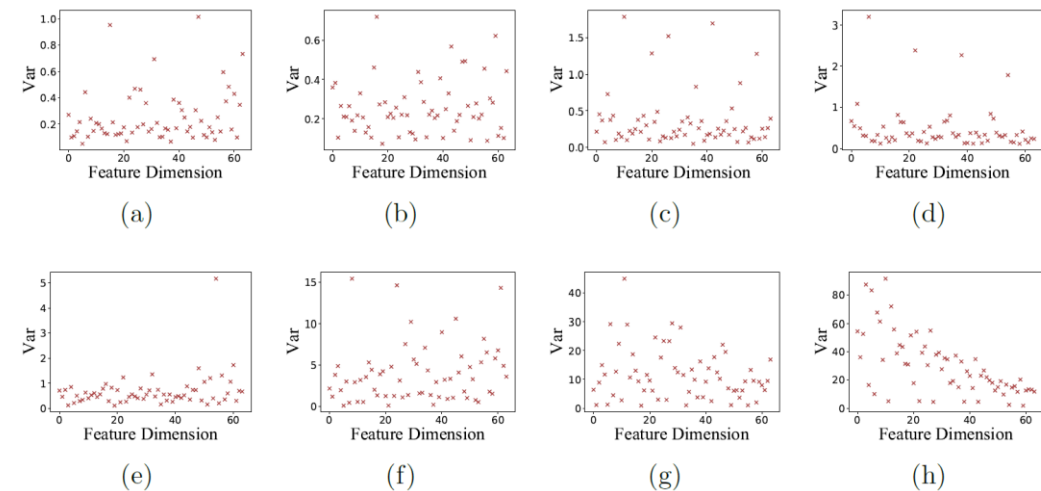 1.0
0.8
0.6
0.4
0.2
Var
0 20 40 60
Feature Dimension
(a)
0.6
0.4
0.2
Var
0 20 40 60
Feature Dimension
(b)
1.5
1.0
0.5
0.0
Var
0 20 40 60
Feature Dimension
(c)
3
2
1
0
Var
0 20 40 60
Feature Dimension
(d)
5
4
3
2
1
0
Var
0 20 40 60
Feature Dimension
(e)
15
10
5
0
Var
0 20 40 60
Feature Dimension
(f)
40
30
20
10
0
Var
0 20 40 60
Feature Dimension
(g)
80
60
40
20
0
Var
0 20 40 60
Feature Dimension
(h)